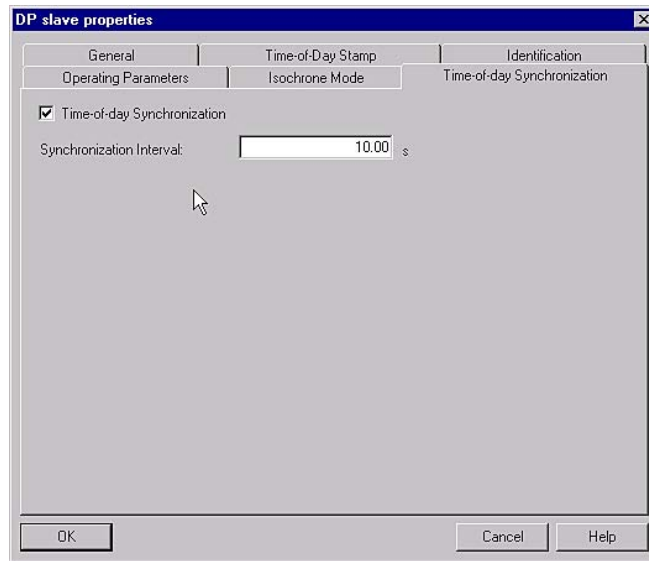 DP slave properties
General Time-of-Day Stamp Identification
Operating Parameters Isochrone Mode Time-of-day Synchronization
Time-of-day Synchronization
Synchronization Interval: 10.00 s
OK Cancel Help